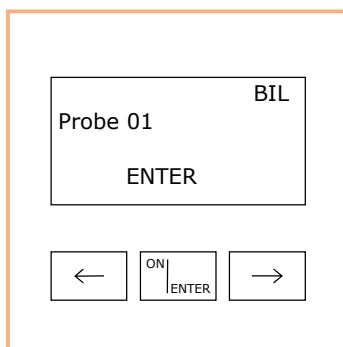 BIL
Probe 01
ENTER
← ON ENTER →